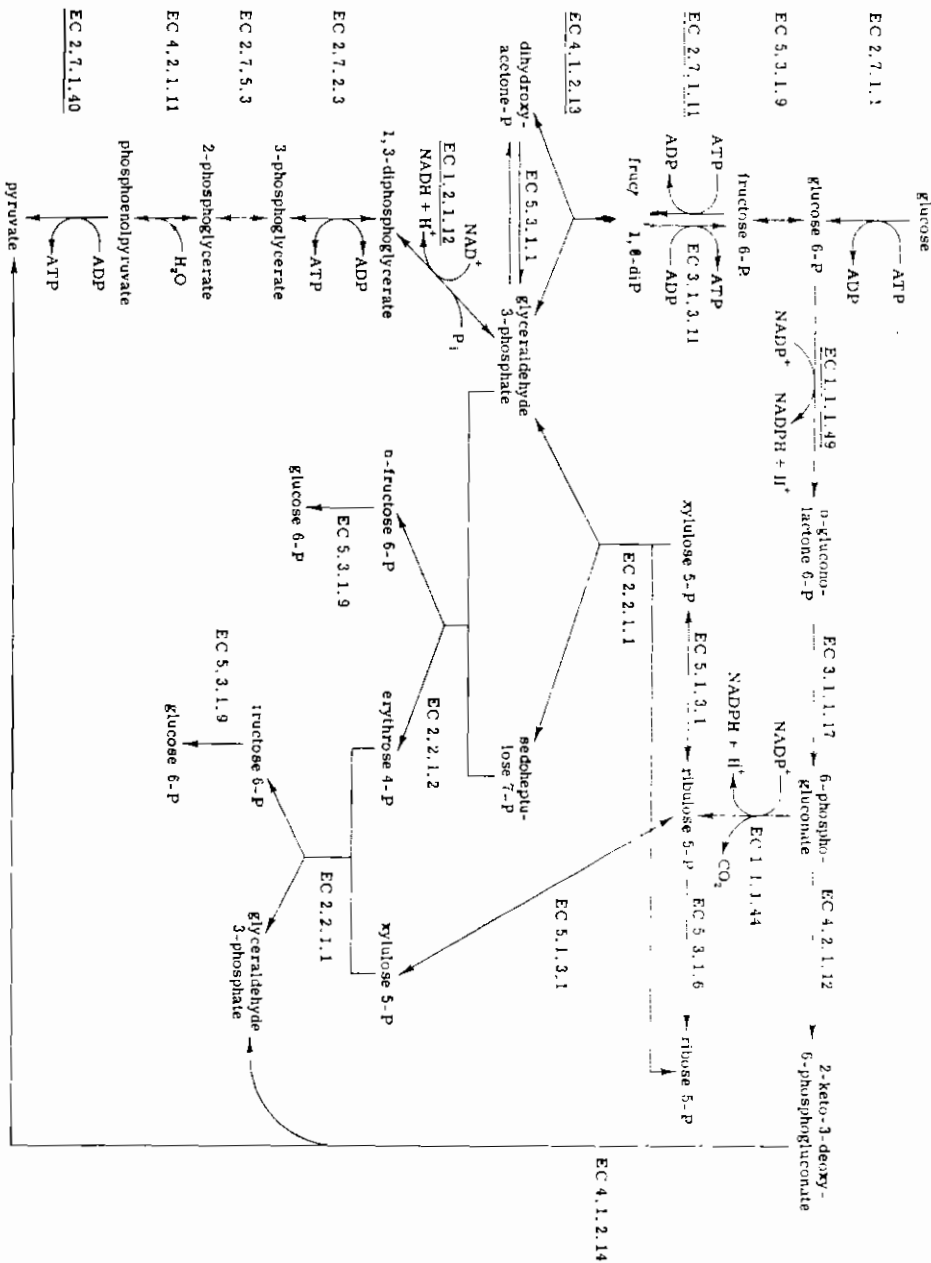 glucose
EC 2.7.1.1
ATP
ADP
glucose 6-P
EC 1.1.1.49
NADP⁺
NADPH + H⁺
D-glucono-
lactone 6-P
EC 3.1.1.17
6-phospho-
gluconate
EC 4.2.1.12
2-keto-3-deoxy-
6-phosphogluconate
EC 5.3.1.9
fructose 6-P
NADP⁺
NADPH + H⁺
EC 1.1.1.44
CO₂
EC 2.7.1.11
ATP
ADP
ATP
ADP
EC 3.1.3.11
xylulose 5-P
EC 5.1.3.1
ribulose 5-P
EC 5.3.1.6
ribose 5-P
1,6-diP
EC 2.2.1.1
EC 4.1.2.14
EC 4.1.2.13
EC 5.1.3.1
dihydroxy-
acetone-P
EC 5.3.1.1
glyceraldehyde
3-phosphate
sedoheptu-
lose 7-P
EC 1.2.1.12
NAD⁺
NADH + H⁺
Pi
EC 2.2.1.2
1,3-diphosphoglycerate
D-fructose 6-P
erythrose 4-P
xylulose 5-P
EC 2.7.2.3
ADP
ATP
EC 5.3.1.9
EC 2.2.1.1
3-phosphoglycerate
glucose 6-P
fructose 6-P
glyceraldehyde
3-phosphate
EC 2.7.5.3
EC 5.3.1.9
2-phosphoglycerate
glucose 6-P
EC 4.2.1.11
H₂O
phosphoenolpyruvate
EC 2.7.1.40
ADP
ATP
pyruvate